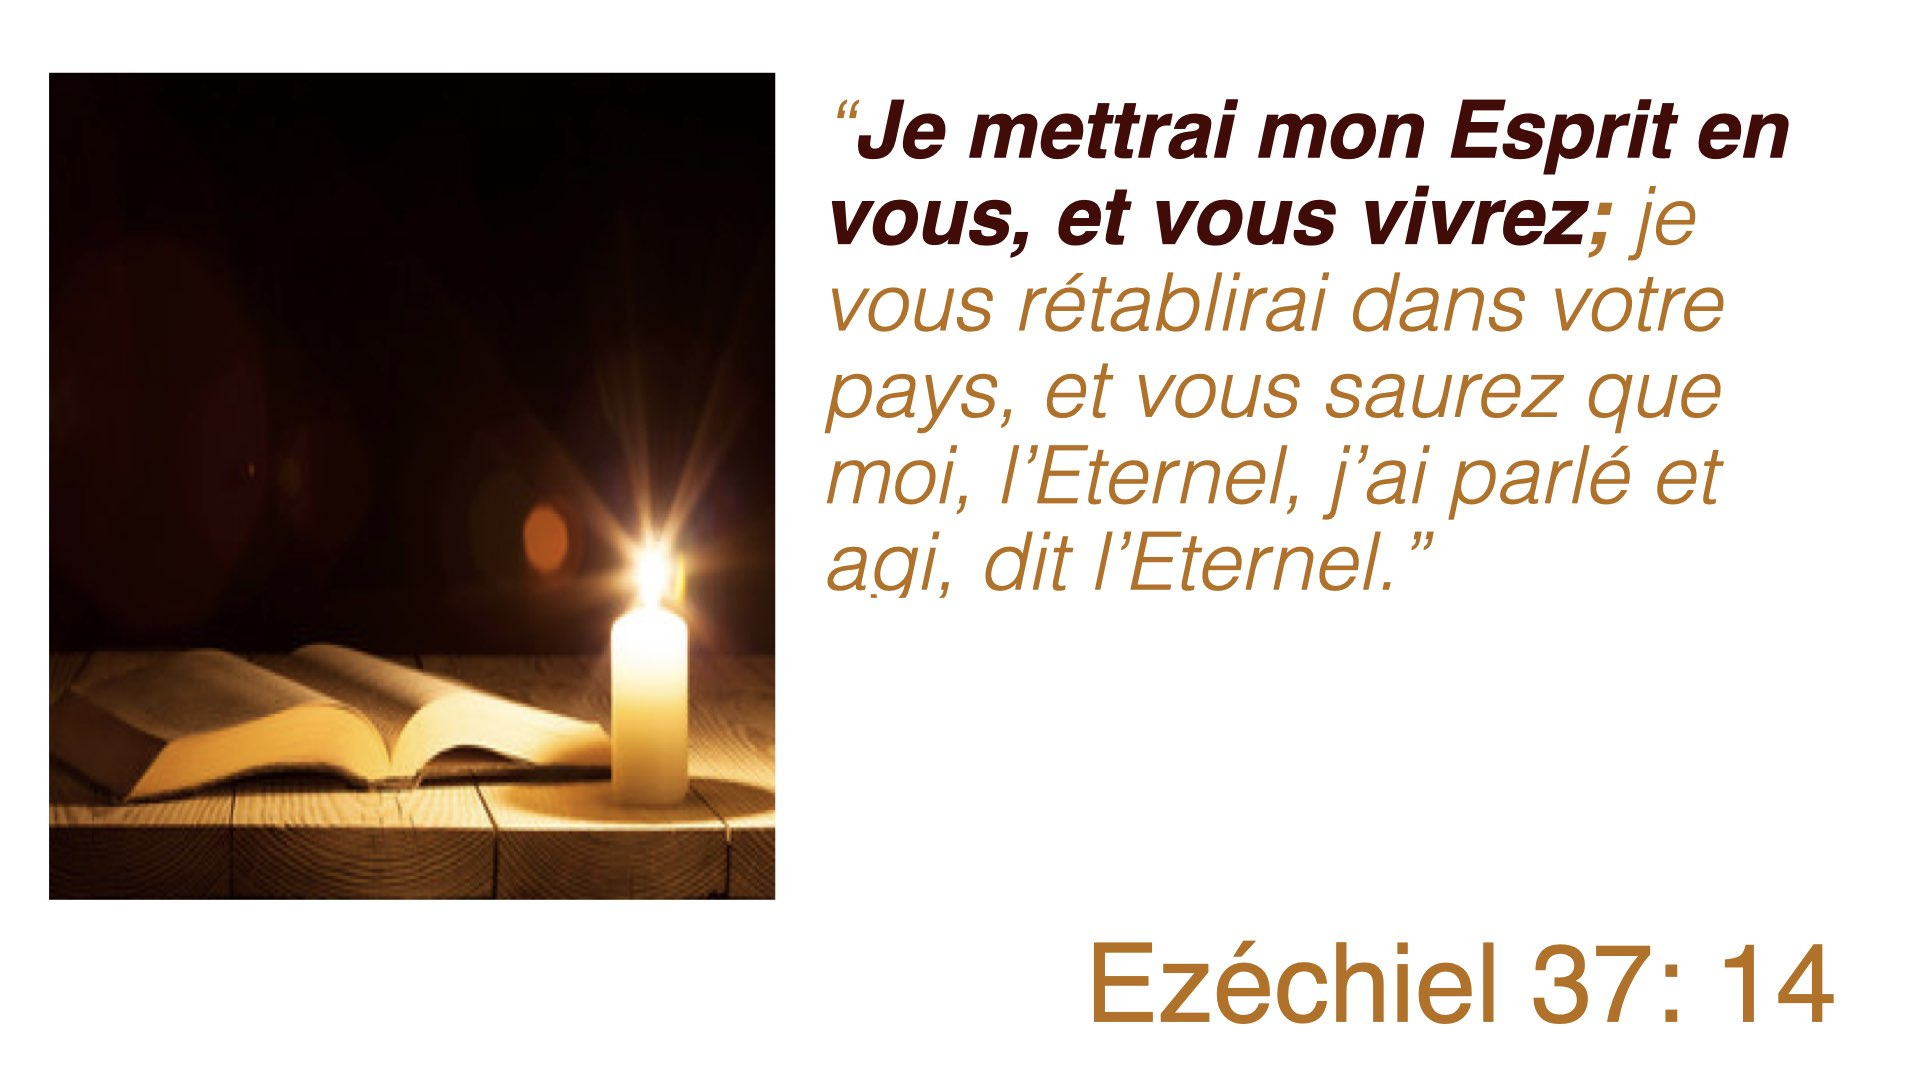 “Je mettrai mon Esprit en
vous, et vous vivrez; je
vous rétablirai dans votre
pays, et vous saurez que
moi, l’Eternel, j’ai parlé et
agi, dit l’Eternel.”
Ezéchiel 37: 14